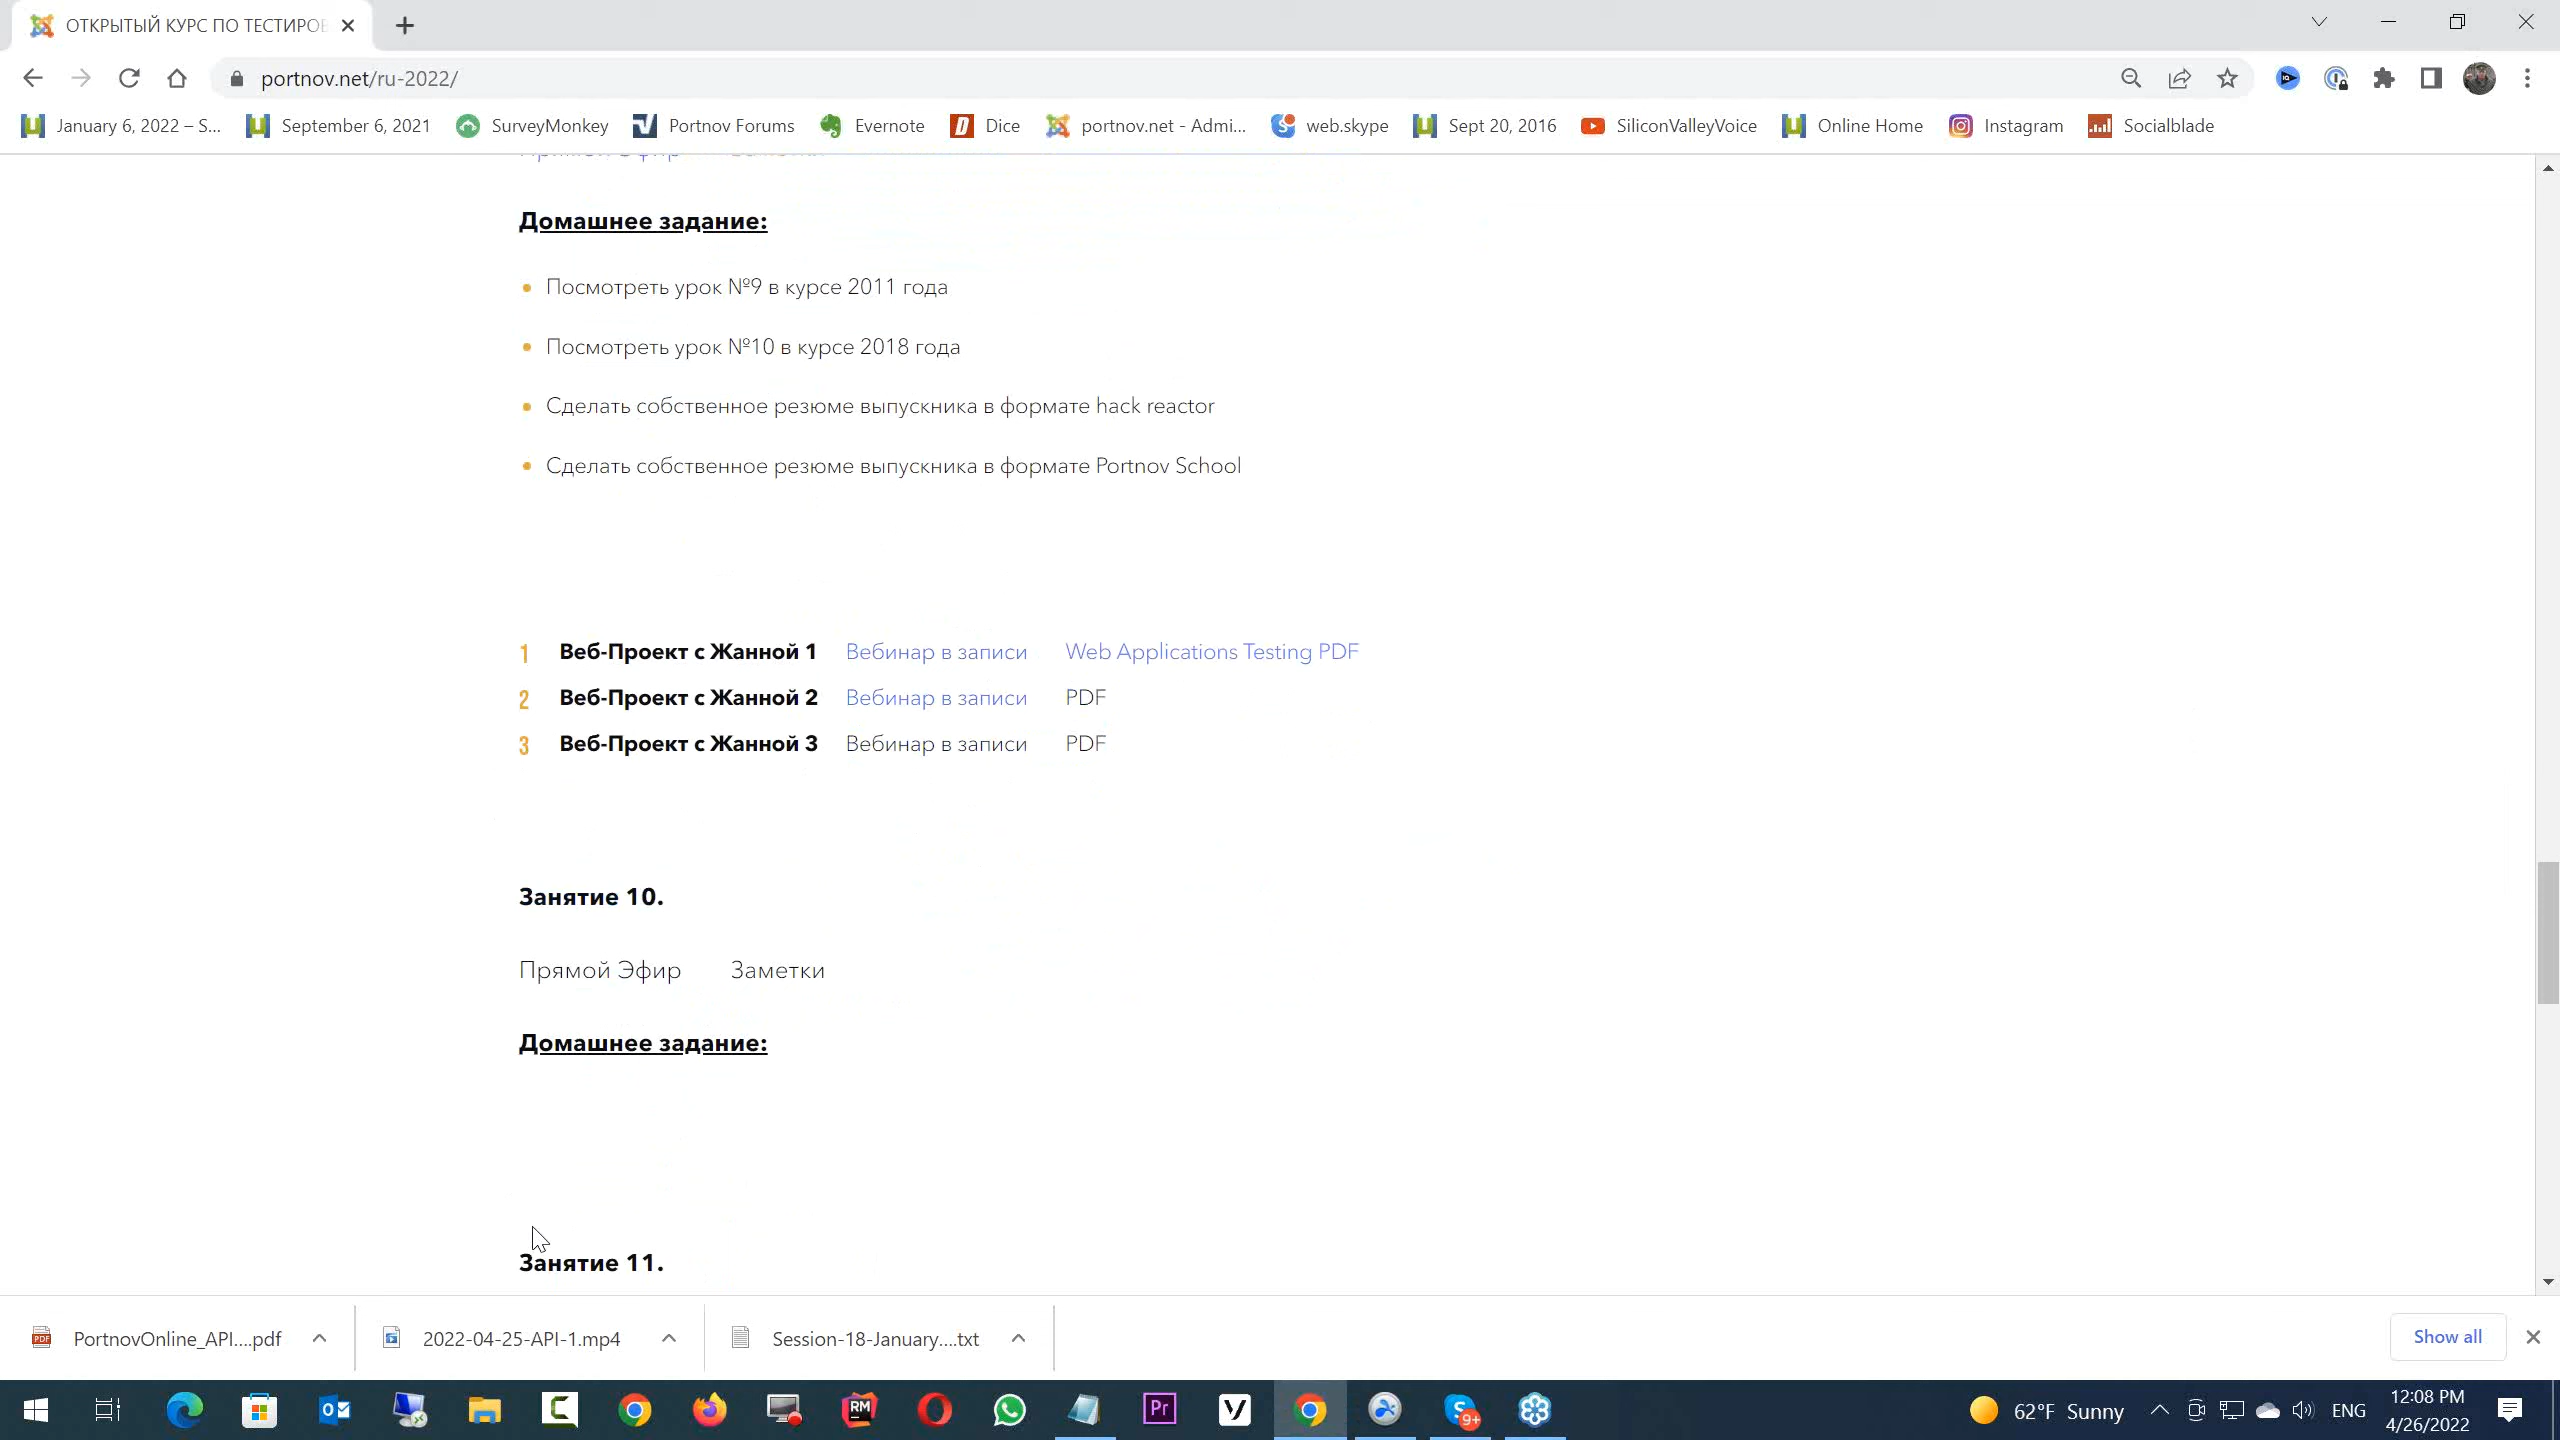 ОТКРЫТЫЙ КУРС ПО ТЕСТИРОВ
portnov.net/ru-2022/
January 6, 2022 – S... September 6, 2021 SurveyMonkey Portnov Forums Evernote Dice portnov.net - Admi... web.skype Sept 20, 2016 SiliconValleyVoice Online Home Instagram Socialblade
Домашнее задание:
Посмотреть урок №9 в курсе 2011 года
Посмотреть урок №10 в курсе 2018 года
Сделать собственное резюме выпускника в формате hack reactor
Сделать собственное резюме выпускника в формате Portnov School
1 Веб-Проект с Жанной 1 Вебинар в записи Web Applications Testing PDF
2 Веб-Проект с Жанной 2 Вебинар в записи PDF
3 Веб-Проект с Жанной 3 Вебинар в записи PDF
Занятие 10.
Прямой Эфир Заметки
Домашнее задание:
Занятие 11.
PortnovOnline_API....pdf 2022-04-25-API-1.mp4 Session-18-January....txt Show all
62°F Sunny ENG 12:08 PM
4/26/2022